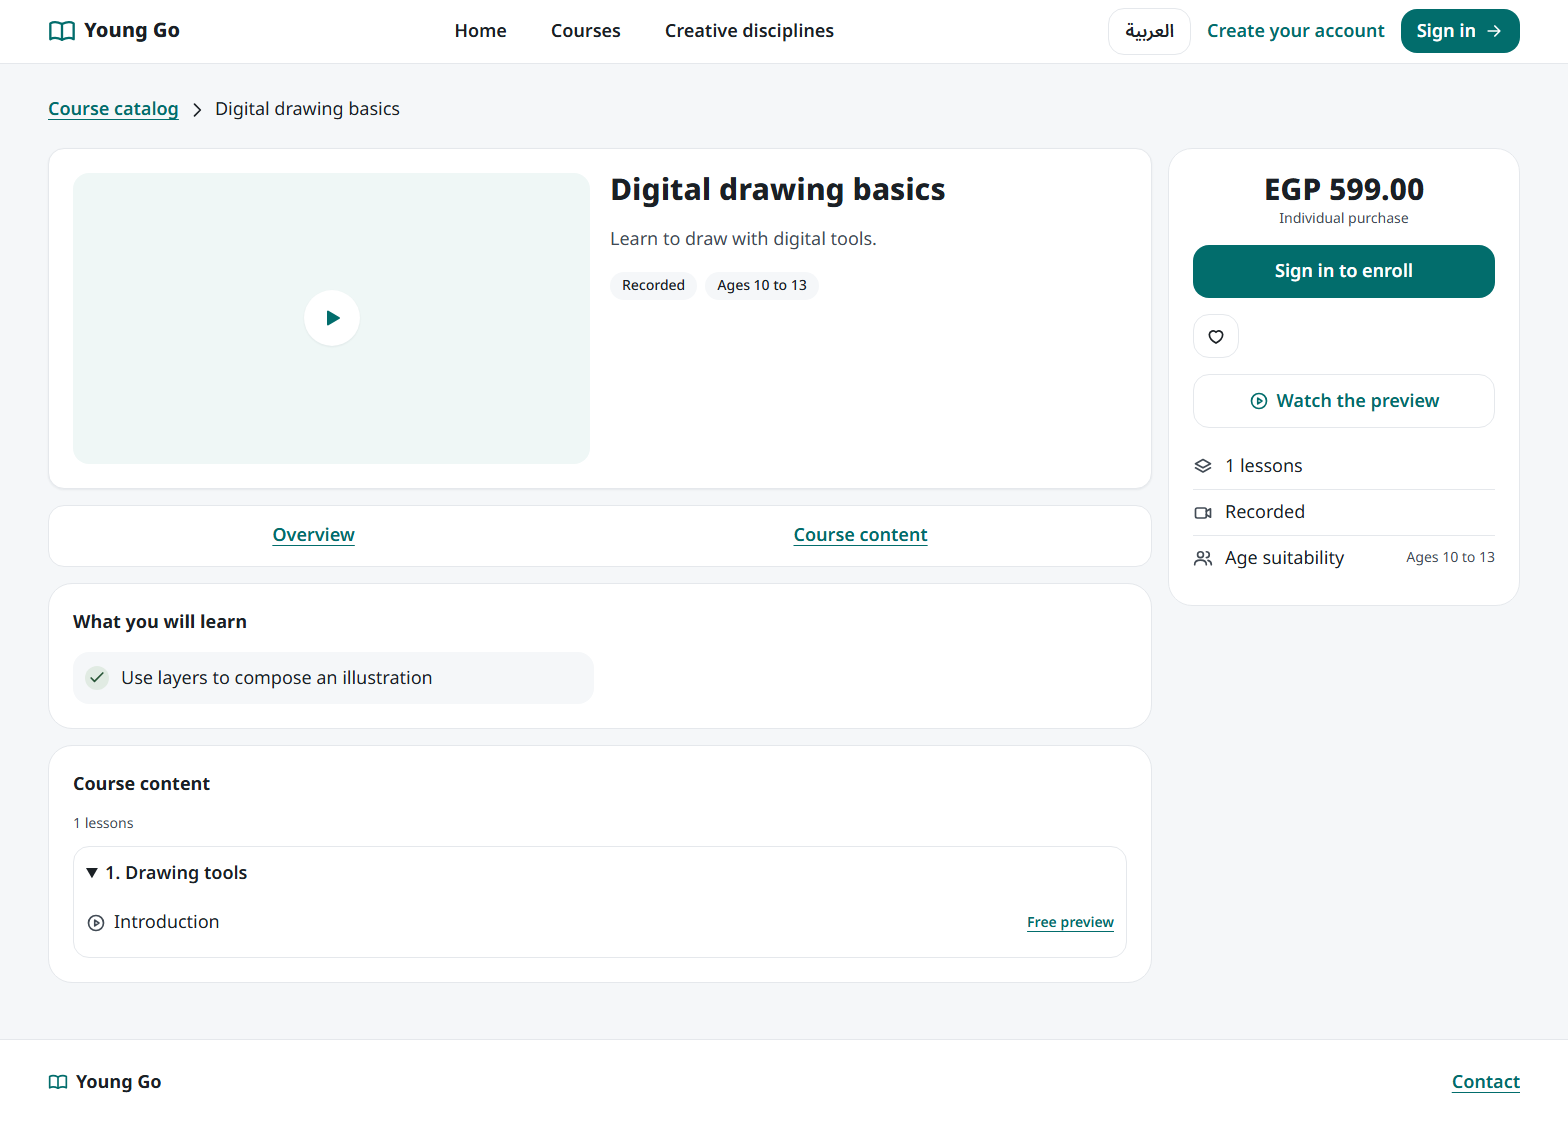 Young Go
Home
Courses
Creative disciplines
العربية
Create your account
Sign in
Course catalog
Digital drawing basics
Digital drawing basics
Learn to draw with digital tools.
Recorded
Ages 10 to 13
EGP 599.00
Individual purchase
Sign in to enroll
Watch the preview
1 lessons
Recorded
Age suitability
Ages 10 to 13
Overview
Course content
What you will learn
Use layers to compose an illustration
Course content
1 lessons
1. Drawing tools
Introduction
Free preview
Young Go
Contact